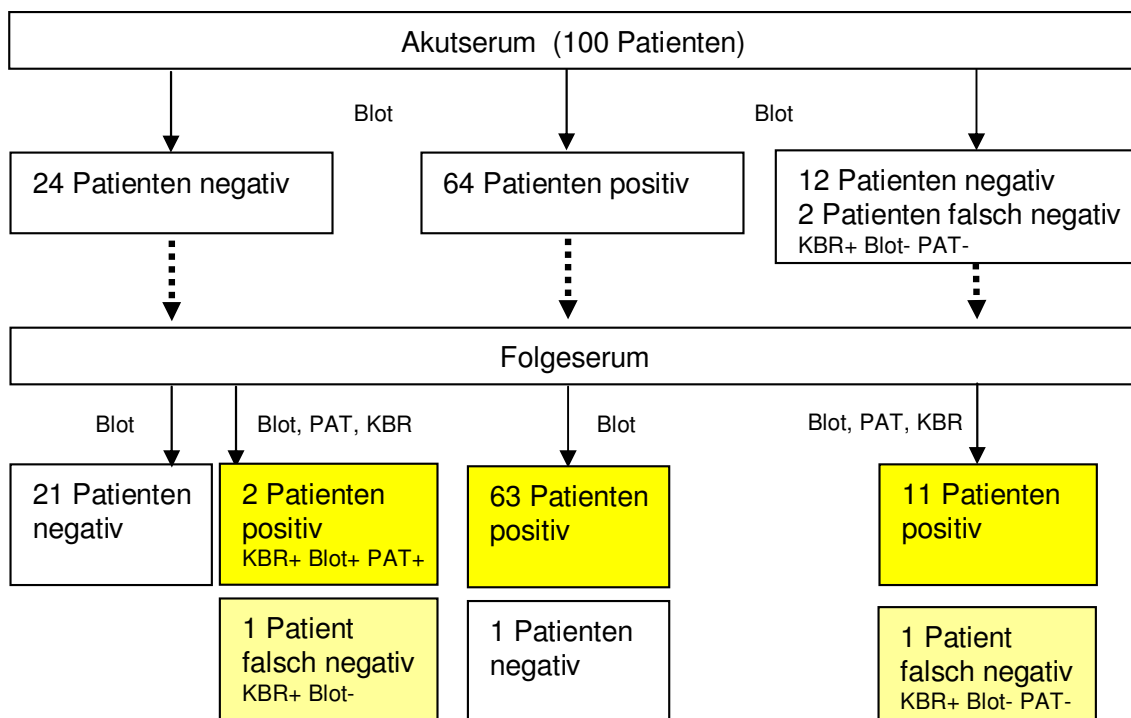 Akutserum (100 Patienten)
Blot
Blot
24 Patienten negativ
64 Patienten positiv
12 Patienten negativ
2 Patienten falsch negativ
KBR+ Blot- PAT-
Folgeserum
Blot
Blot, PAT, KBR
Blot
Blot, PAT, KBR
21 Patienten
negativ
2 Patienten
positiv
KBR+ Blot+ PAT+
63 Patienten
positiv
11 Patienten
positiv
1 Patient
falsch negativ
KBR+ Blot-
1 Patienten
negativ
1 Patient
falsch negativ
KBR+ Blot- PAT-